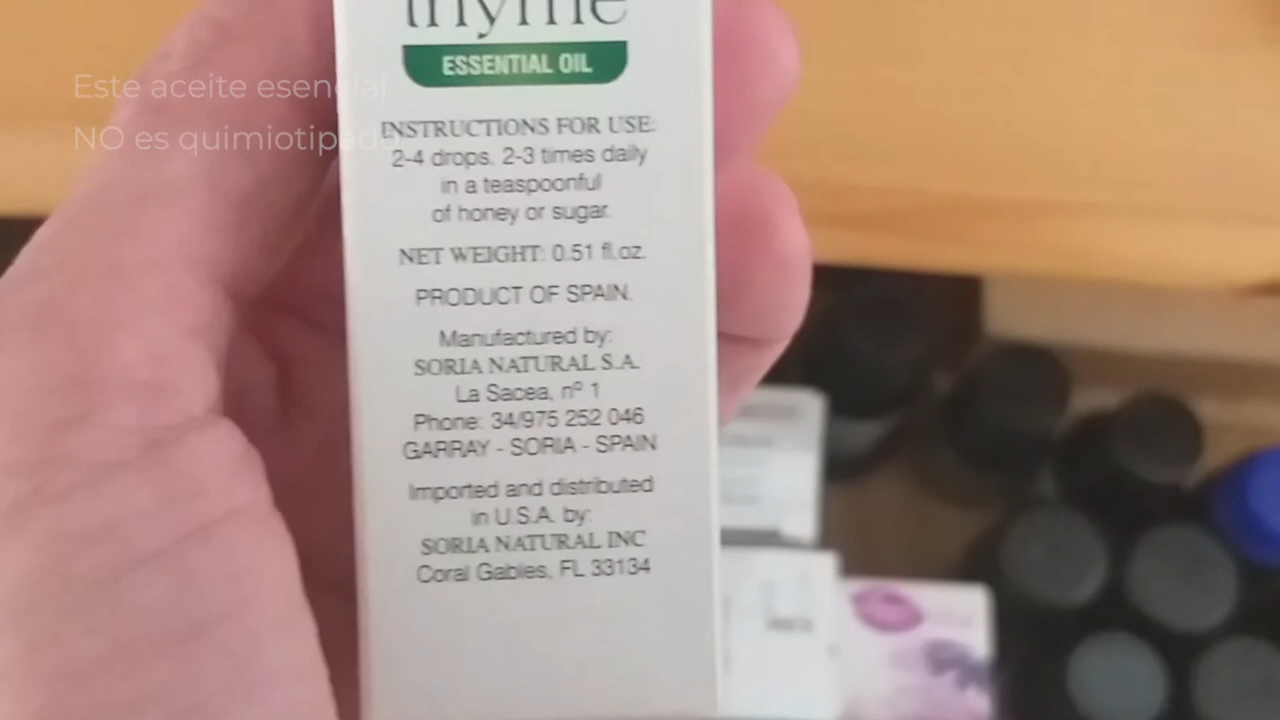 thyme
ESSENTIAL OIL
Este aceite esencial
NO es quimiotipado
INSTRUCTIONS FOR USE:
2-4 drops, 2-3 times daily
in a teaspoonful
of honey or sugar.
NET WEIGHT: 0.51 fl.oz.
PRODUCT OF SPAIN.
Manufactured by:
SORIA NATURAL S.A.
La Sacea, nº 1
Phone: 34/975 252 046
GARRAY - SORIA - SPAIN
Imported and distributed
in U.S.A. by:
SORIA NATURAL INC
Coral Gables, FL 33134